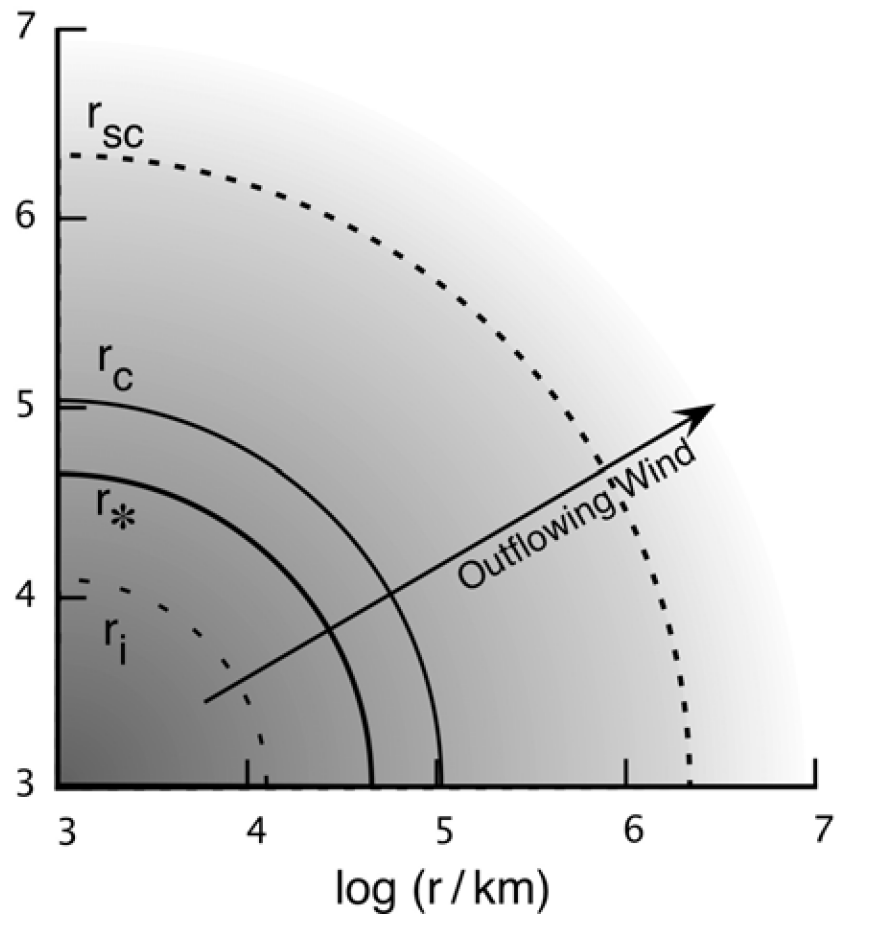 7
r_sc
6
r_c
5
r_*
4
r_i
Outflowing Wind
3
3 4 5 6 7
log (r / km)